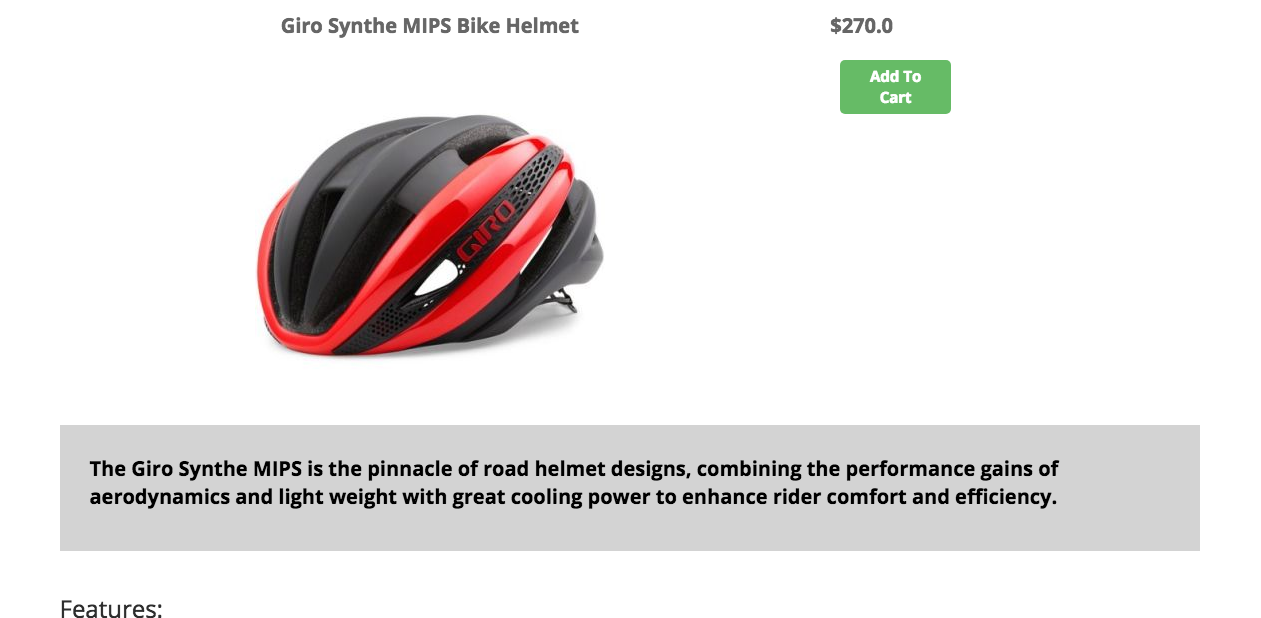 Giro Synthe MIPS Bike Helmet
$270.0
Add To
Cart
GIRO
The Giro Synthe MIPS is the pinnacle of road helmet designs, combining the performance gains of
aerodynamics and light weight with great cooling power to enhance rider comfort and efficiency.
Features: